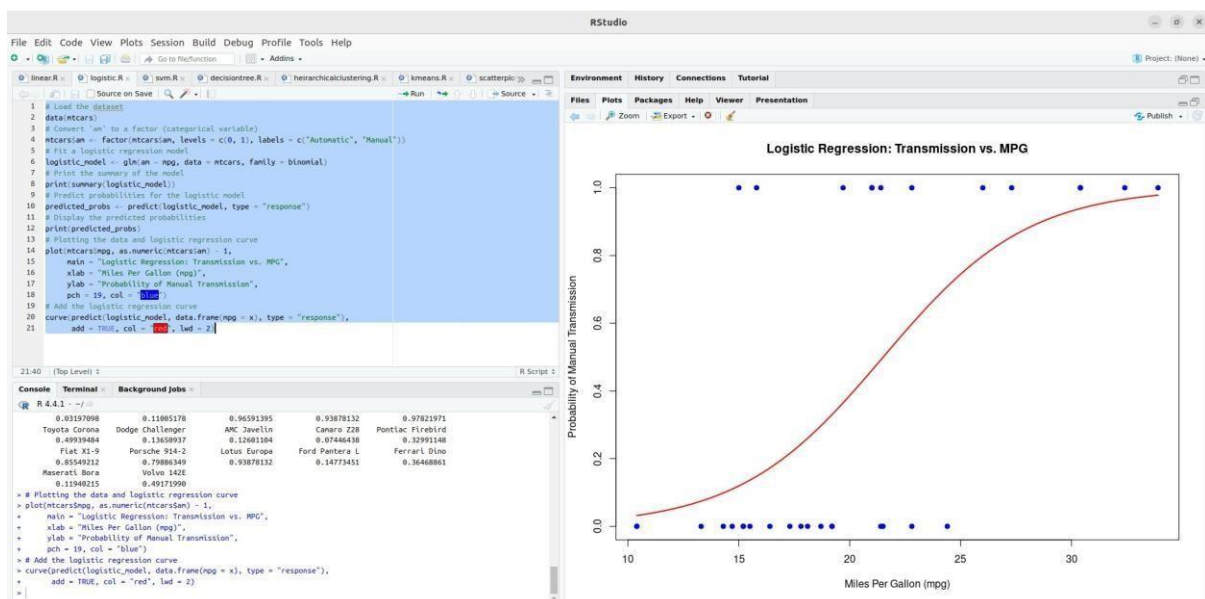 RStudio
File Edit Code View Plots Session Build Debug Profile Tools Help
Go to file/function Addins
Project: (None)
linear.R logistic.R svm.R decisiontree.R heirarchicalclustering.R kmeans.R scatterplo
Source on Save Run Source
1 # Load the dataset
2 data(mtcars)
3 # Convert 'am' to a factor (categorical variable)
4 mtcars$am <- factor(mtcars$am, levels = c(0, 1), labels = c("Automatic", "Manual"))
5 # Fit a logistic regression model
6 logistic_model <- glm(am ~ mpg, data = mtcars, family = binomial)
7 # Print the summary of the model
8 print(summary(logistic_model))
9 # Predict probabilities for the logistic model
10 predicted_probs <- predict(logistic_model, type = "response")
11 # Display the predicted probabilities
12 print(predicted_probs)
13 # Plotting the data and logistic regression curve
14 plot(mtcars$mpg, as.numeric(mtcars$am) - 1,
15 main = "Logistic Regression: Transmission vs. MPG",
16 xlab = "Miles Per Gallon (mpg)",
17 ylab = "Probability of Manual Transmission",
18 pch = 19, col = "blue")
19 # Add the logistic regression curve
20 curve(predict(logistic_model, data.frame(mpg = x), type = "response"),
21 add = TRUE, col = "red", lwd = 2)
21:40 (Top Level) R Script
Console Terminal Background Jobs
R 4.4.1 · ~/
0.03197098 0.11005178 0.96591395 0.93878132 0.97821971
Toyota Corona Dodge Challenger AMC Javelin Camaro Z28 Pontiac Firebird
0.49939484 0.13650937 0.12601104 0.07446438 0.32991148
Fiat X1-9 Porsche 914-2 Lotus Europa Ford Pantera L Ferrari Dino
0.85549212 0.79886349 0.93878132 0.14773451 0.36468861
Maserati Bora Volvo 142E
0.11940215 0.49171990
> # Plotting the data and logistic regression curve
> plot(mtcars$mpg, as.numeric(mtcars$am) - 1,
+ main = "Logistic Regression: Transmission vs. MPG",
+ xlab = "Miles Per Gallon (mpg)",
+ ylab = "Probability of Manual Transmission",
+ pch = 19, col = "blue")
> # Add the logistic regression curve
> curve(predict(logistic_model, data.frame(mpg = x), type = "response"),
+ add = TRUE, col = "red", lwd = 2)
>
Environment History Connections Tutorial
Files Plots Packages Help Viewer Presentation
Zoom Export Publish
Logistic Regression: Transmission vs. MPG
Probability of Manual Transmission
1.0
0.8
0.6
0.4
0.2
0.0
10 15 20 25 30
Miles Per Gallon (mpg)